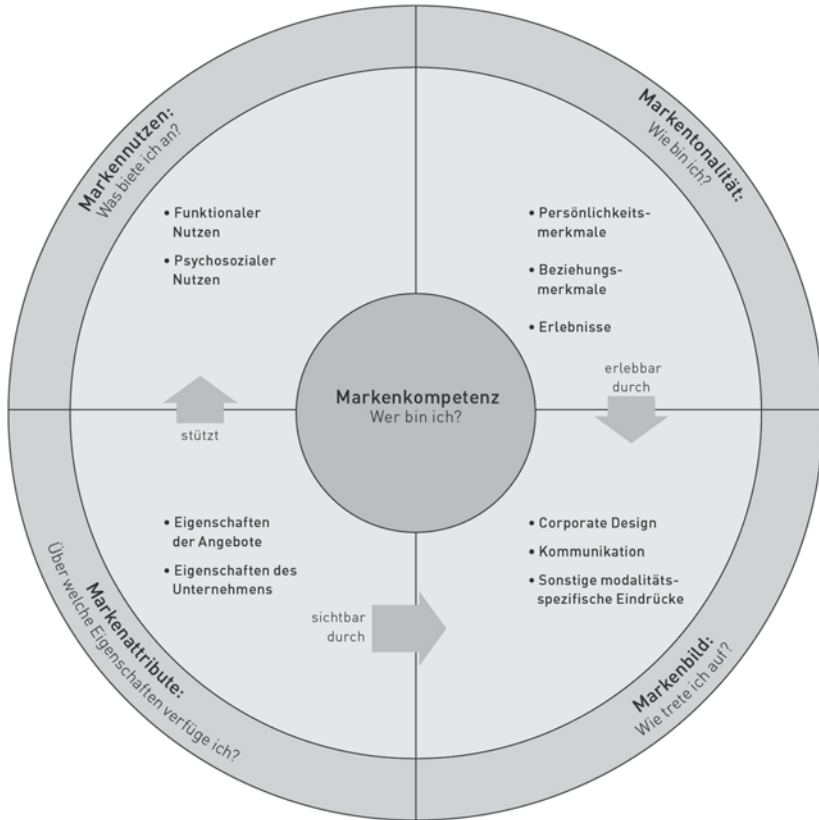 Markennutzen:
Was biete ich an?
• Funktionaler
Nutzen
• Psychosozialer
Nutzen
Markentonalität:
Wie bin ich?
• Persönlichkeits-
merkmale
• Beziehungs-
merkmale
• Erlebnisse
Markenkompetenz
Wer bin ich?
stützt
erlebbar
durch
Markenattribute:
Über welche Eigenschaften verfüge ich?
• Eigenschaften
der Angebote
• Eigenschaften des
Unternehmens
sichtbar
durch
• Corporate Design
• Kommunikation
• Sonstige modalitäts-
spezifische Eindrücke
Markenbild:
Wie trete ich auf?